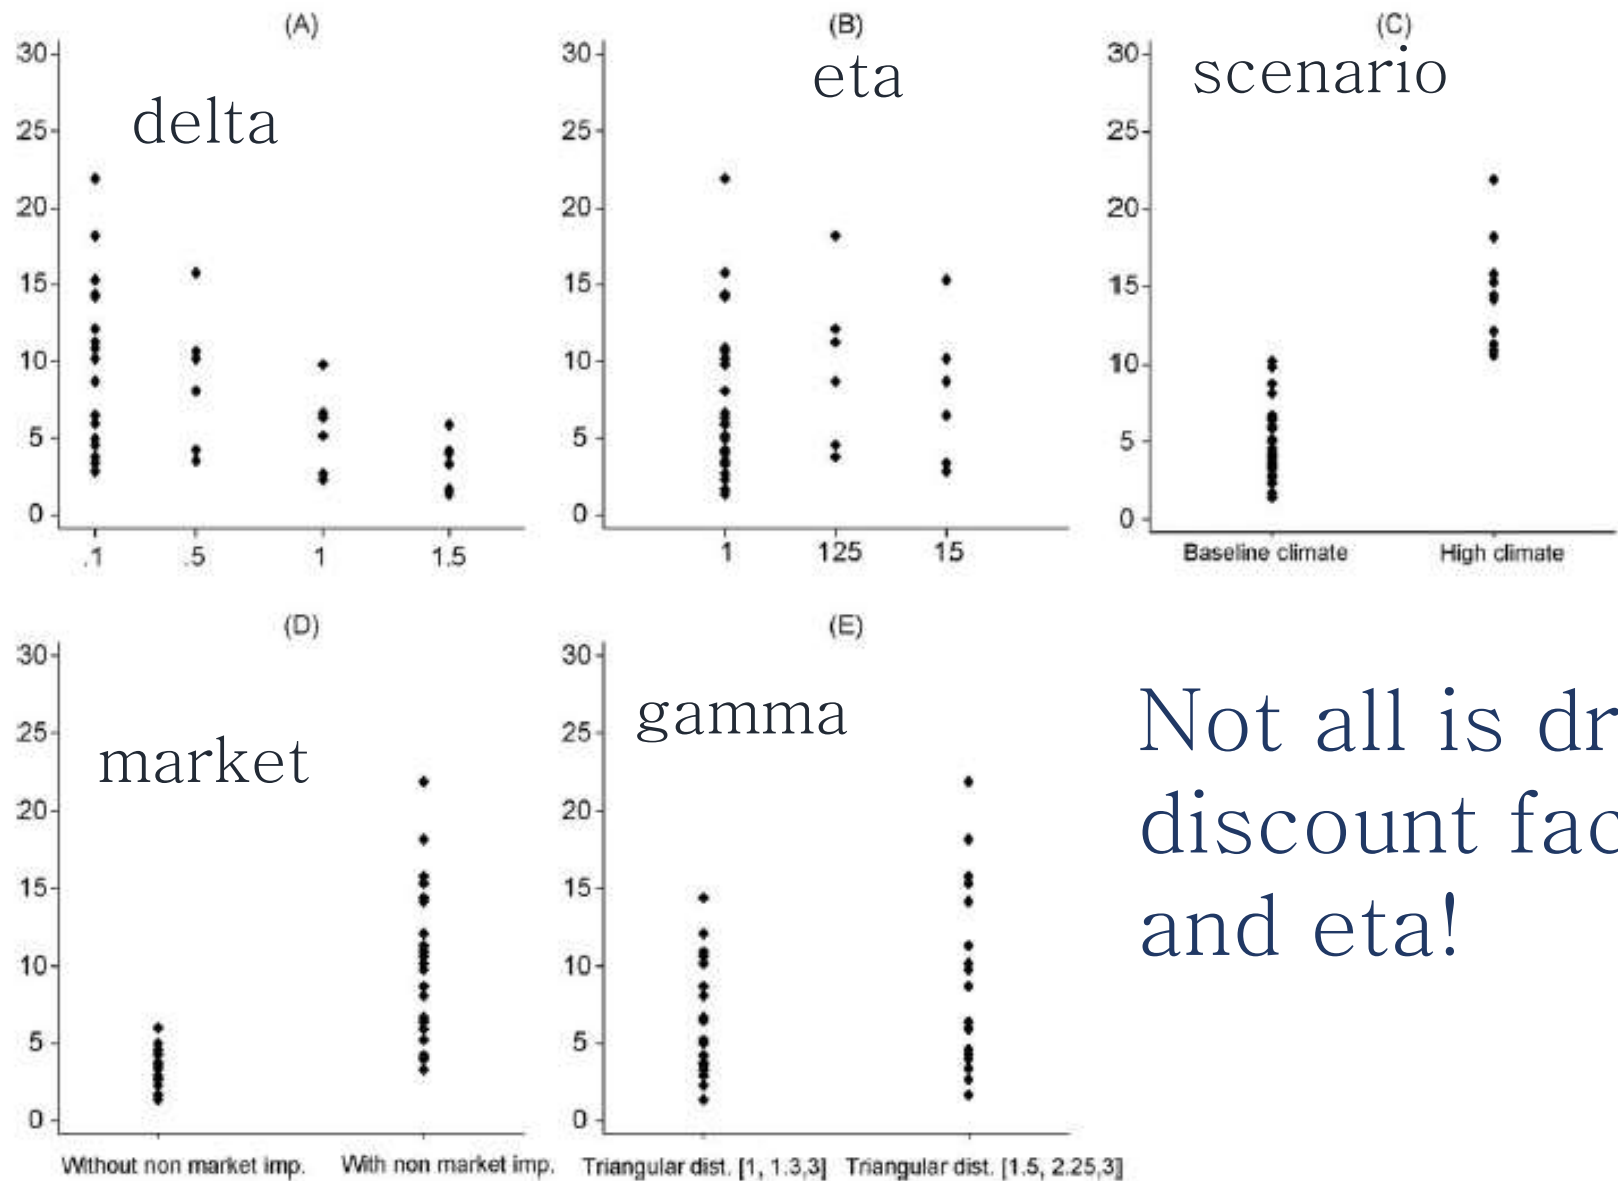 (A)
delta
30
25
20
15
10
5
0
.1 .5 1 1.5
(B)
eta
30
25
20
15
10
5
0
1 125 15
(C)
scenario
30
25
20
15
10
5
0
Baseline climate High climate
(D)
market
30
25
20
15
10
5
0
Without non market imp. With non market imp.
(E)
gamma
30
25
20
15
10
5
0
Triangular dist. [1, 1.3,3] Triangular dist. [1.5, 2.25,3]
Not all is
discount
and eta!